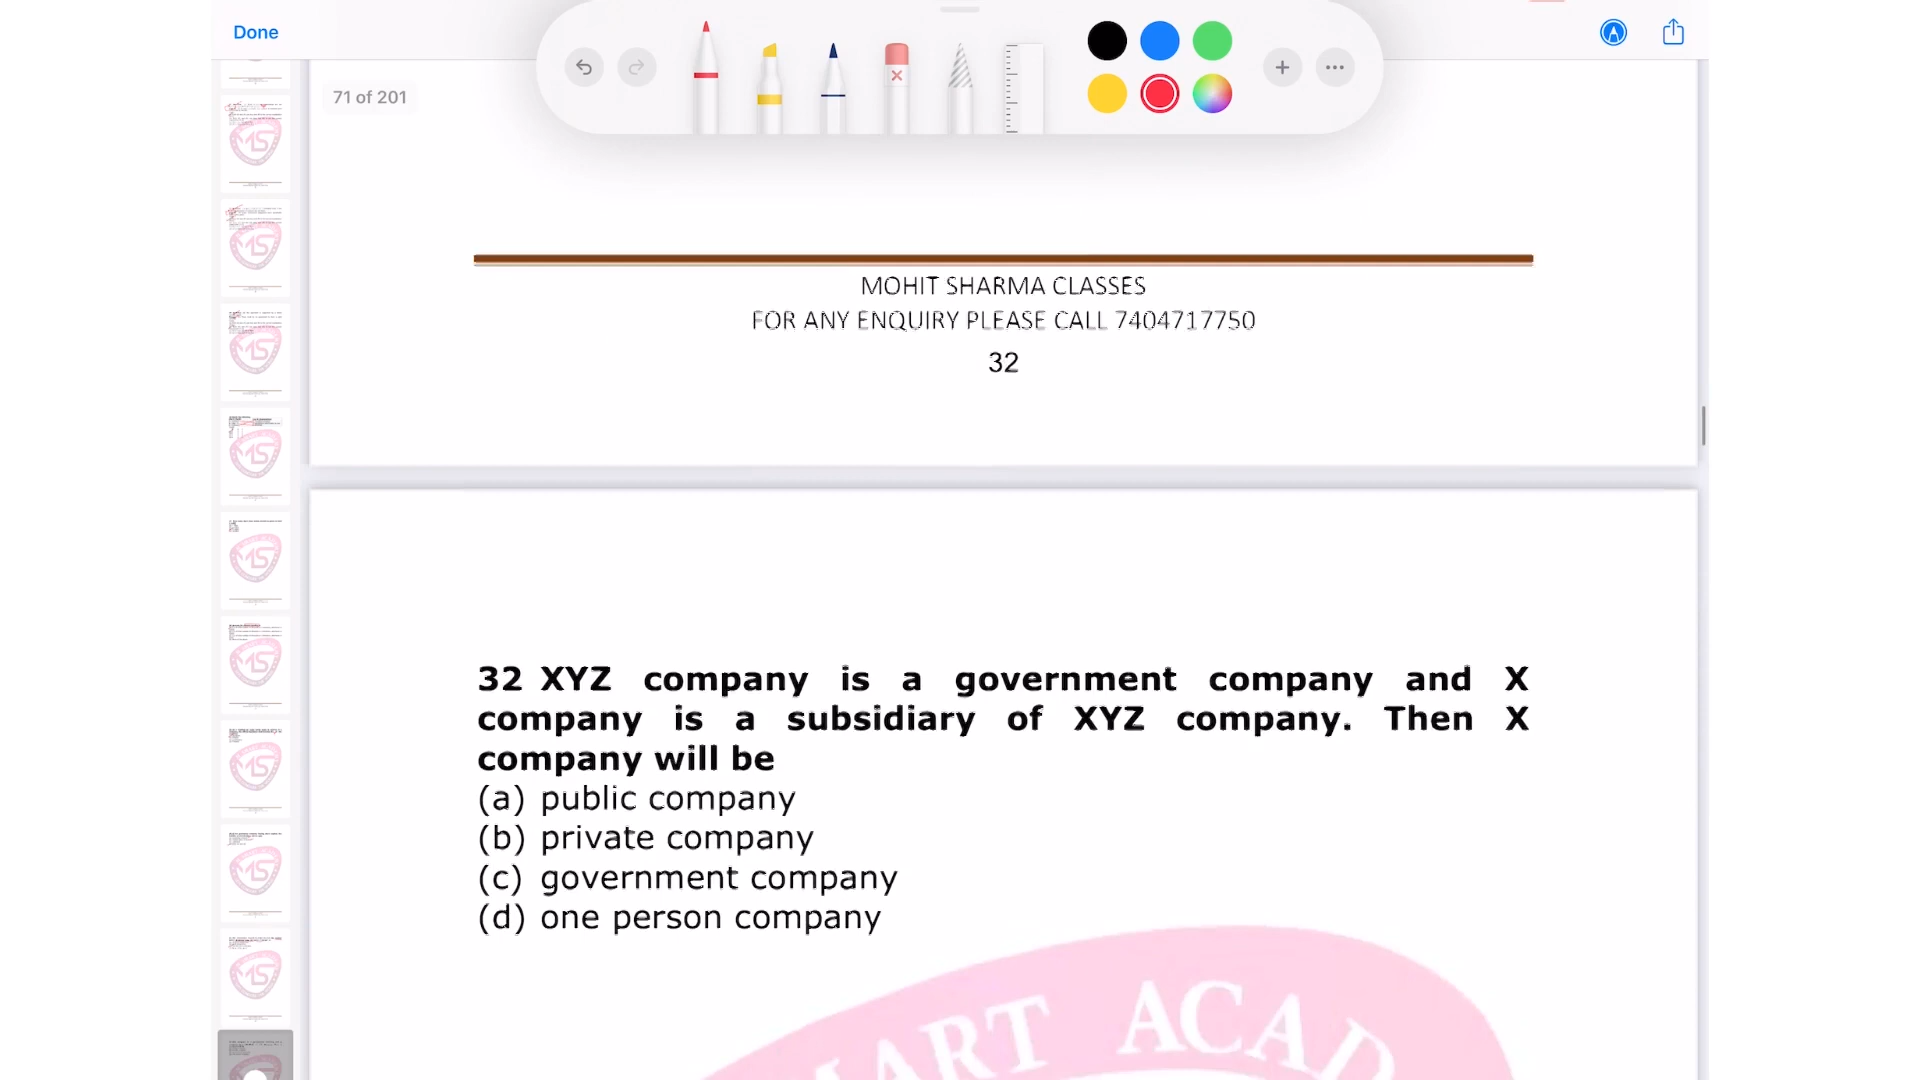 Done
71 of 201
MOHIT SHARMA CLASSES
FOR ANY ENQUIRY PLEASE CALL 7404717750
32
32 XYZ company is a government company and X
company is a subsidiary of XYZ company. Then X
company will be
(a) public company
(b) private company
(c) government company
(d) one person company
ART ACAD